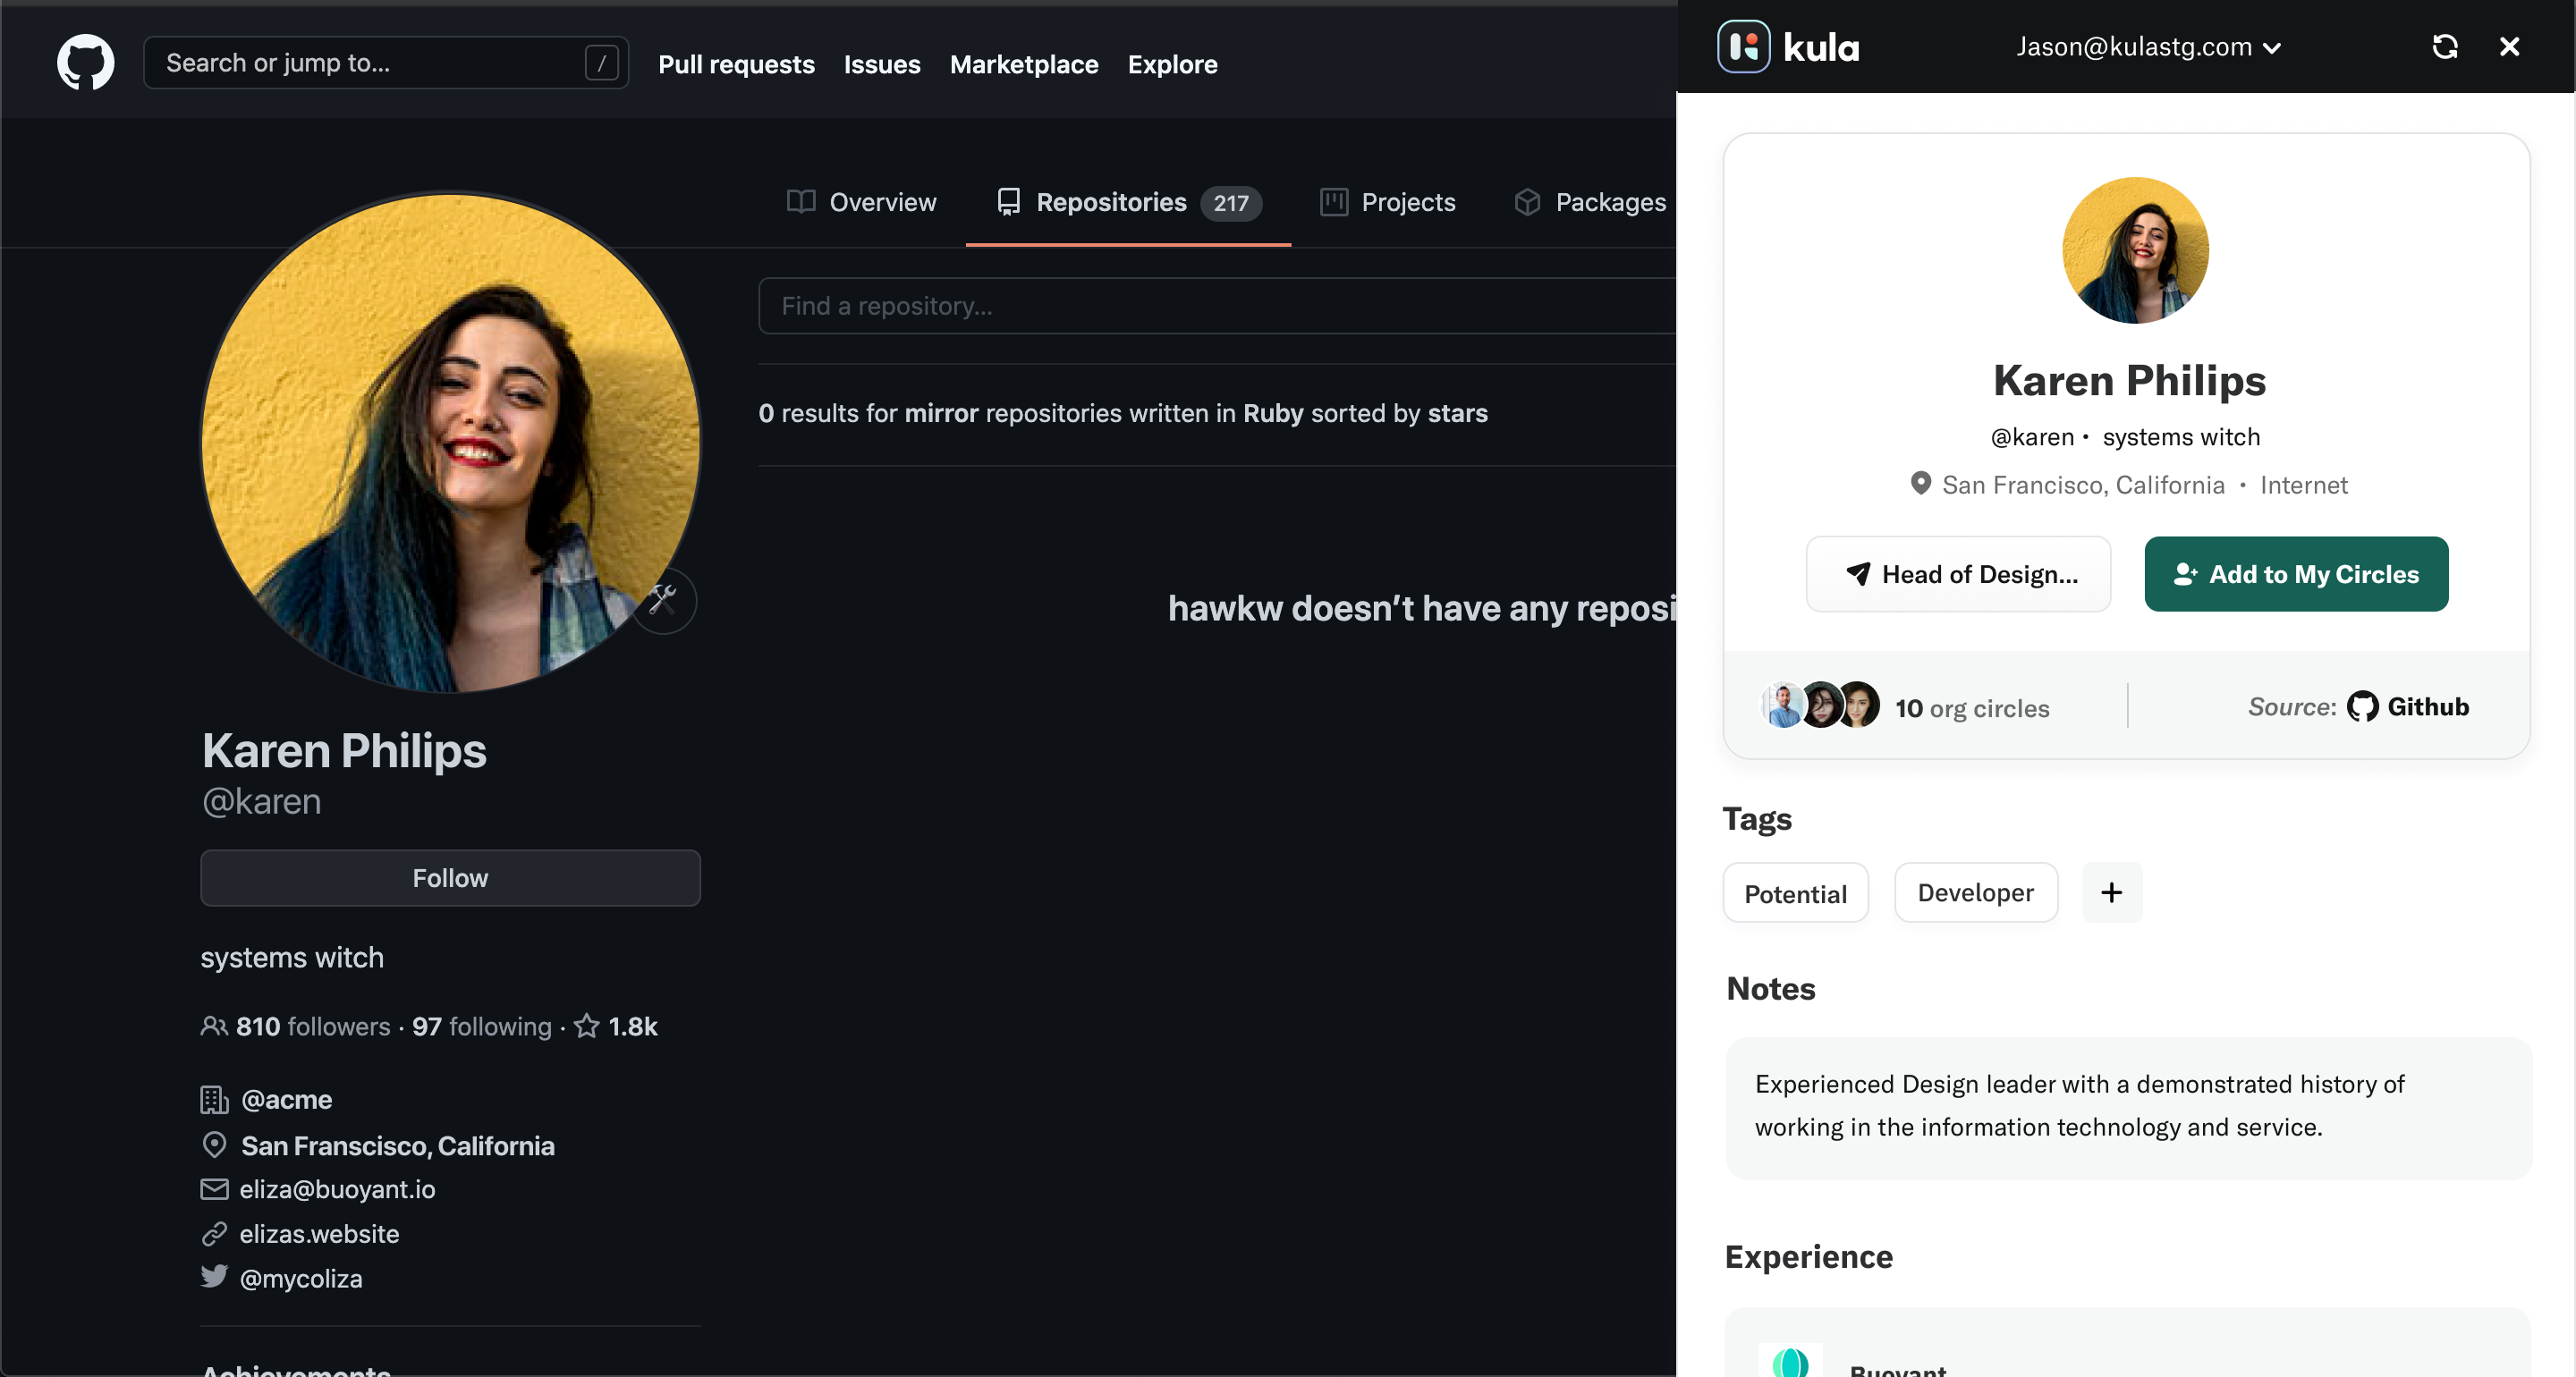 Search or jump to...
/
Pull requests
Issues
Marketplace
Explore
Overview
Repositories 217
Projects
Packages
Find a repository...
0 results for mirror repositories written in Ruby sorted by stars
hawkw doesn’t have any reposi
Karen Philips
@karen
Follow
systems witch
810 followers · 97 following · 1.8k
@acme
San Franscisco, California
eliza@buoyant.io
elizas.website
@mycoliza
Achievements
kula
Jason@kulastg.com
Karen Philips
@karen • systems witch
San Francisco, California • Internet
Head of Design...
Add to My Circles
10 org circles
Source: Github
Tags
Potential
Developer
+
Notes
Experienced Design leader with a demonstrated history of
working in the information technology and service.
Experience
Buoyant